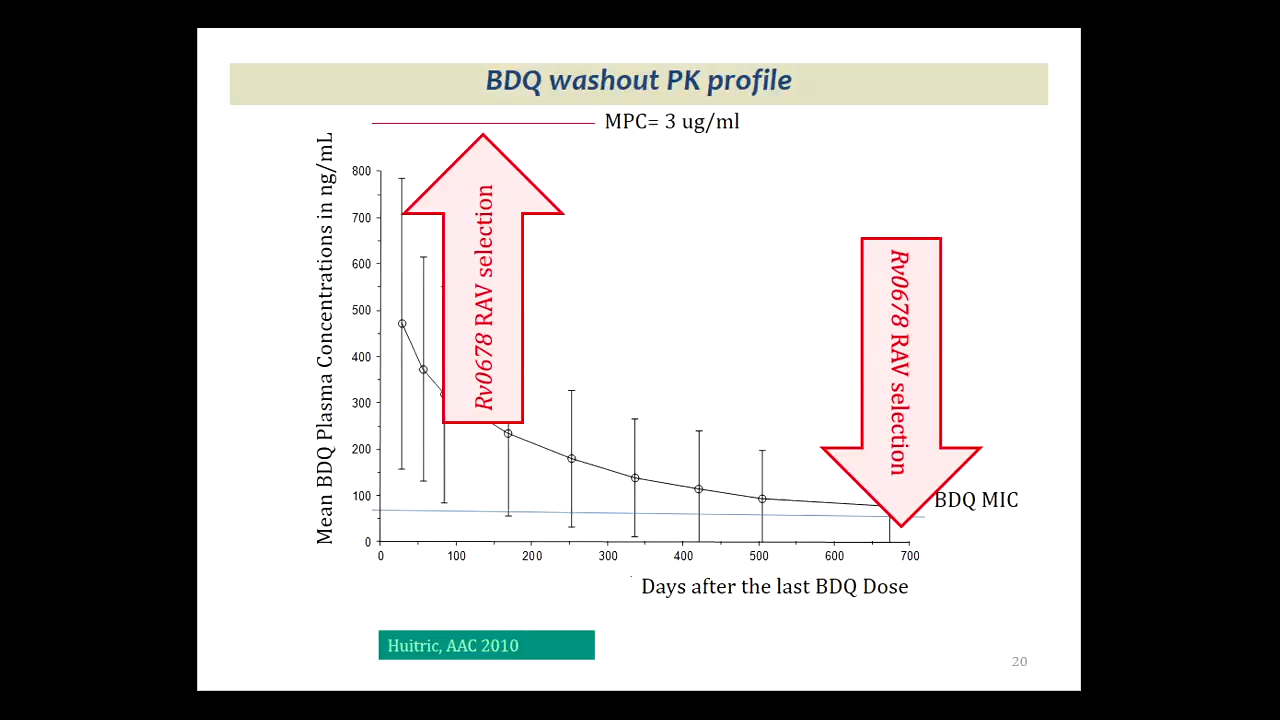 BDQ washout PK profile
MPC= 3 ug/ml
Mean BDQ Plasma Concentrations in ng/mL
800
700
600
500
400
300
200
100
0
Rv0678 RAV selection
Rv0678 RAV selection
BDQ MIC
0 100 200 300 400 500 600 700
Days after the last BDQ Dose
Huitric, AAC 2010
20